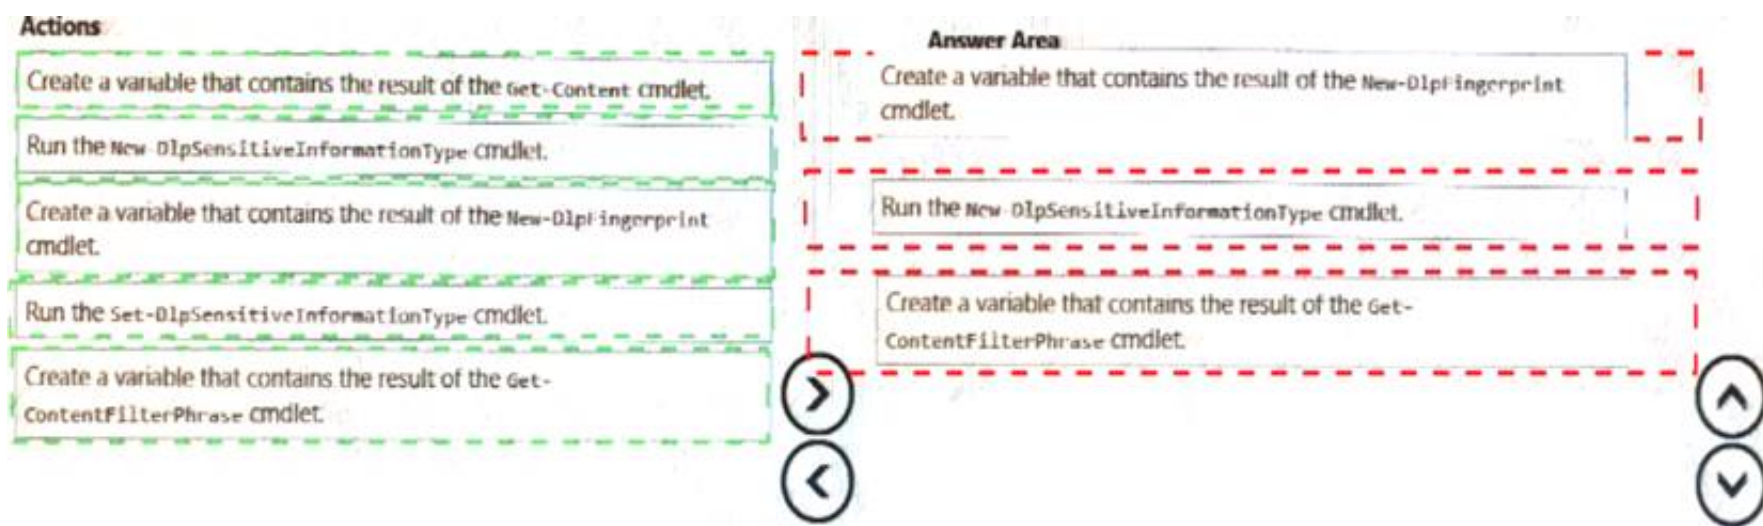 Actions
Create a variable that contains the result of the Get-Content cmdlet.
Run the New DlpSensitiveInformationType cmdlet.
Create a variable that contains the result of the New-DlpFingerprint
cmdlet.
Run the Set-DlpSensitiveInformationType cmdlet.
Create a variable that contains the result of the Get-
ContentFilterPhrase cmdlet.
Answer Area
Create a variable that contains the result of the New-DlpFingerprint
cmdlet.
Run the New DlpSensitiveInformationType cmdlet.
Create a variable that contains the result of the Get-
ContentFilterPhrase cmdlet.